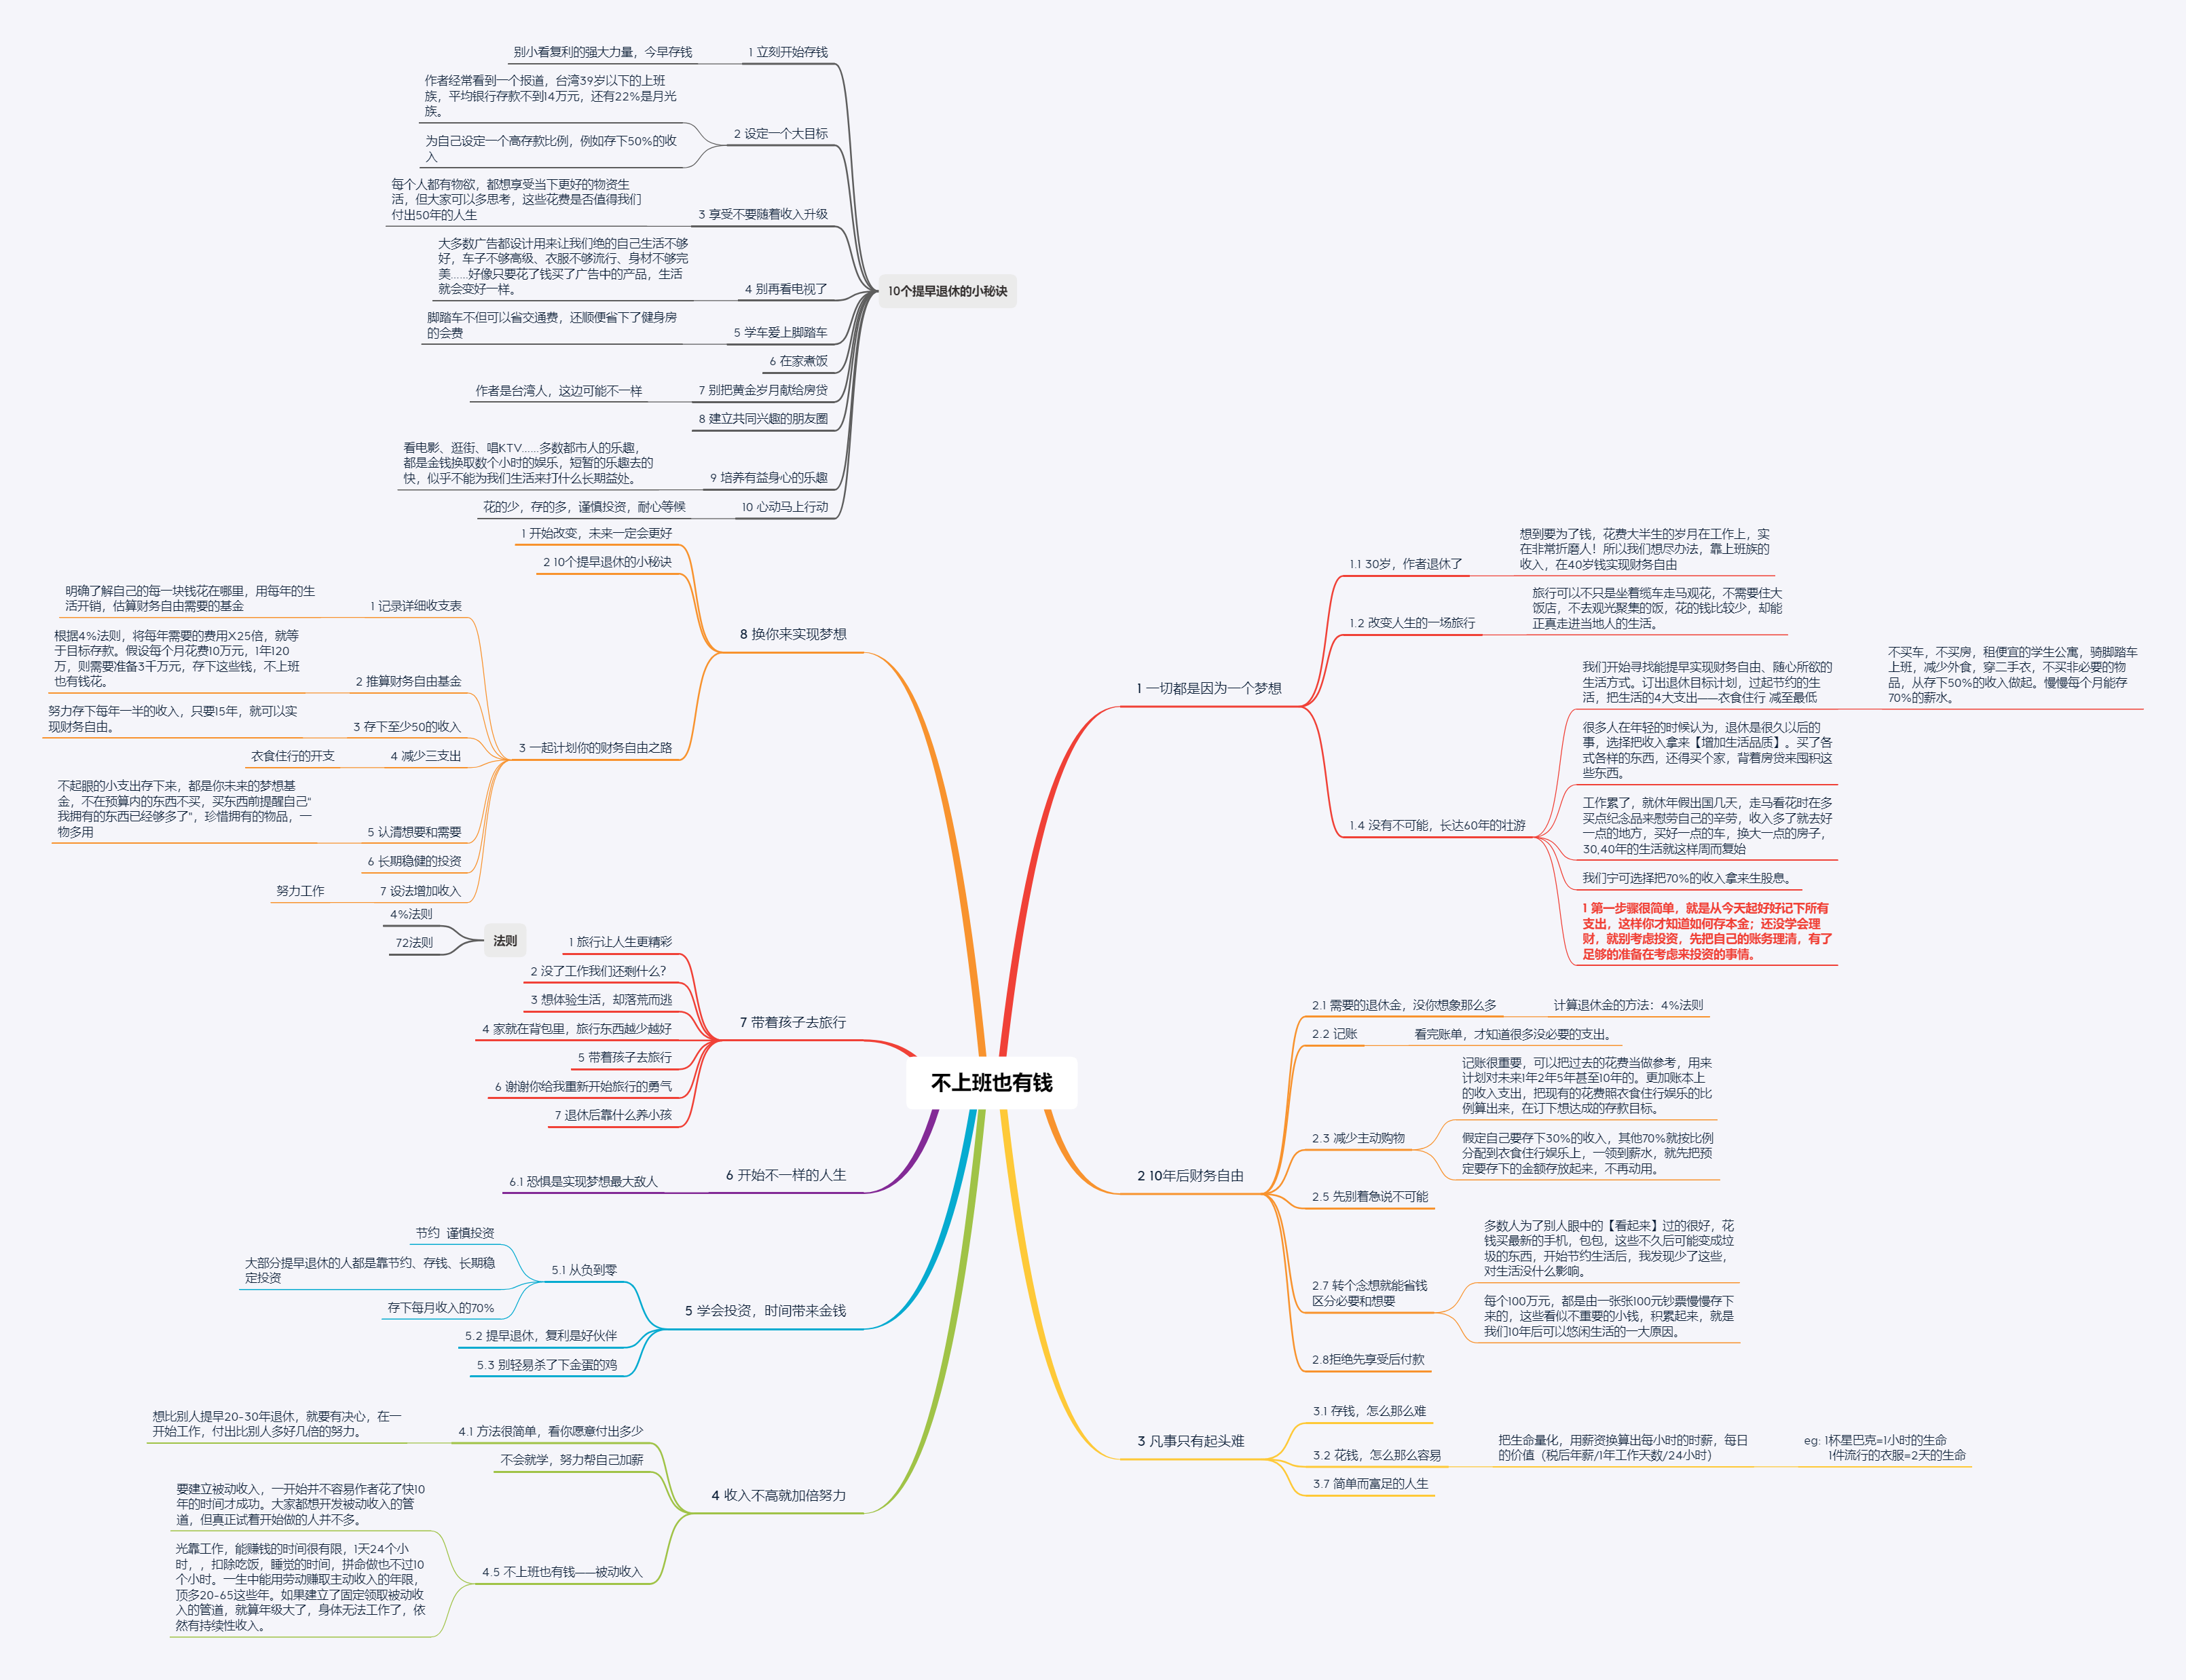 不上班也有钱
1 一切都是因为一个梦想
1.1 30岁，作者退休了
想到要为了钱，花费大半生的岁月在工作上，实
在非常折磨人！所以我们想尽办法，靠上班族的
收入，在40岁钱实现财务自由
1.2 改变人生的一场旅行
旅行可以不只是坐着缆车走马观花，不需要住大
饭店，不去观光聚集的饭，花的钱比较少，却能
正真走进当地人的生活。
1.4 没有不可能，长达60年的壮游
我们开始寻找能提早实现财务自由、随心所欲的
生活方式。订出退休目标计划，过起节约的生
活，把生活的4大支出——衣食住行 减至最低
不买车，不买房，租便宜的学生公寓，骑脚踏车
上班，减少外食，穿二手衣，不买非必要的物
品，从存下50%的收入做起。慢慢每个月能存
70%的薪水。
很多人在年轻的时候认为，退休是很久以后的
事，选择把收入拿来【增加生活品质】。买了各
式各样的东西，还得买个家，背着房贷来囤积这
些东西。
工作累了，就休年假出国几天，走马看花时在多
买点纪念品来慰劳自己的辛劳，收入多了就去好
一点的地方，买好一点的车，换大一点的房子，
30,40年的生活就这样周而复始
我们宁可选择把70%的收入拿来生股息。
1 第一步骤很简单，就是从今天起好好记下所有
支出，这样你才知道如何存本金；还没学会理
财，就别考虑投资，先把自己的账务理清，有了
足够的准备在考虑来投资的事情。
2 10年后财务自由
2.1 需要的退休金，没你想象那么多
计算退休金的方法：4%法则
2.2 记账
看完账单，才知道很多没必要的支出。
2.3 减少主动购物
记账很重要，可以把过去的花费当做参考，用来
计划对未来1年2年5年甚至10年的。更加账本上
的收入支出，把现有的花费照衣食住行娱乐的比
例算出来，在订下想达成的存款目标。
假定自己要存下30%的收入，其他70%就按比例
分配到衣食住行娱乐上，一领到薪水，就先把预
定要存下的金额存放起来，不再动用。
2.5 先别着急说不可能
2.7 转个念想就能省钱
区分必要和想要
多数人为了别人眼中的【看起来】过的很好，花
钱买最新的手机，包包，这些不久后可能变成垃
圾的东西，开始节约生活后，我发现少了这些，
对生活没什么影响。
每个100万元，都是由一张张100元钞票慢慢存下
来的，这些看似不重要的小钱，积累起来，就是
我们10年后可以悠闲生活的一大原因。
2.8拒绝先享受后付款
3 凡事只有起头难
3.1 存钱，怎么那么难
3.2 花钱，怎么那么容易
把生命量化，用薪资换算出每小时的时薪，每日
的价值（税后年薪/1年工作天数/24小时）
eg: 1杯星巴克=1小时的生命
1件流行的衣服=2天的生命
3.7 简单而富足的人生
4 收入不高就加倍努力
4.1 方法很简单，看你愿意付出多少
想比别人提早20-30年退休，就要有决心，在一
开始工作，付出比别人多好几倍的努力。
不会就学，努力帮自己加薪
4.5 不上班也有钱——被动收入
要建立被动收入，一开始并不容易作者花了快10
年的时间才成功。大家都想开发被动收入的管
道，但真正试着开始做的人并不多。
光靠工作，能赚钱的时间很有限，1天24个小
时，，扣除吃饭，睡觉的时间，拼命做也不过10
个小时。一生中能用劳动赚取主动收入的年限，
顶多20-65这些年。如果建立了固定领取被动收
入的管道，就算年级大了，身体无法工作了，依
然有持续性收入。
5 学会投资，时间带来金钱
5.1 从负到零
节约  谨慎投资
大部分提早退休的人都是靠节约、存钱、长期稳
定投资
存下每月收入的70%
5.2 提早退休，复利是好伙伴
5.3 别轻易杀了下金蛋的鸡
6 开始不一样的人生
6.1 恐惧是实现梦想最大敌人
7 带着孩子去旅行
1 旅行让人生更精彩
2 没了工作我们还剩什么？
3 想体验生活，却落荒而逃
4 家就在背包里，旅行东西越少越好
5 带着孩子去旅行
6 谢谢你给我重新开始旅行的勇气
7 退休后靠什么养小孩
8 换你来实现梦想
1 开始改变，未来一定会更好
2 10个提早退休的小秘诀
3 一起计划你的财务自由之路
1 记录详细收支表
明确了解自己的每一块钱花在哪里，用每年的生
活开销，估算财务自由需要的基金
2 推算财务自由基金
根据4%法则，将每年需要的费用X25倍，就等
于目标存款。假设每个月花费10万元，1年120
万，则需要准备3千万元，存下这些钱，不上班
也有钱花。
3 存下至少50的收入
努力存下每年一半的收入，只要15年，就可以实
现财务自由。
4 减少三支出
衣食住行的开支
5 认清想要和需要
不起眼的小支出存下来，都是你未来的梦想基
金，不在预算内的东西不买，买东西前提醒自己"
我拥有的东西已经够多了"，珍惜拥有的物品，一
物多用
6 长期稳健的投资
7 设法增加收入
努力工作
法则
4%法则
72法则
10个提早退休的小秘诀
1 立刻开始存钱
别小看复利的强大力量，今早存钱
2 设定一个大目标
作者经常看到一个报道，台湾39岁以下的上班
族，平均银行存款不到14万元，还有22%是月光
族。
为自己设定一个高存款比例，例如存下50%的收
入
3 享受不要随着收入升级
每个人都有物欲，都想享受当下更好的物资生
活，但大家可以多思考，这些花费是否值得我们
付出50年的人生
4 别再看电视了
大多数广告都设计用来让我们绝的自己生活不够
好，车子不够高级、衣服不够流行、身材不够完
美......好像只要花了钱买了广告中的产品，生活
就会变好一样。
5 学车爱上脚踏车
脚踏车不但可以省交通费，还顺便省下了健身房
的会费
6 在家煮饭
7 别把黄金岁月献给房贷
作者是台湾人，这边可能不一样
8 建立共同兴趣的朋友圈
9 培养有益身心的乐趣
看电影、逛街、唱KTV......多数都市人的乐趣，
都是金钱换取数个小时的娱乐，短暂的乐趣去的
快，似乎不能为我们生活来打什么长期益处。
10 心动马上行动
花的少，存的多，谨慎投资，耐心等候